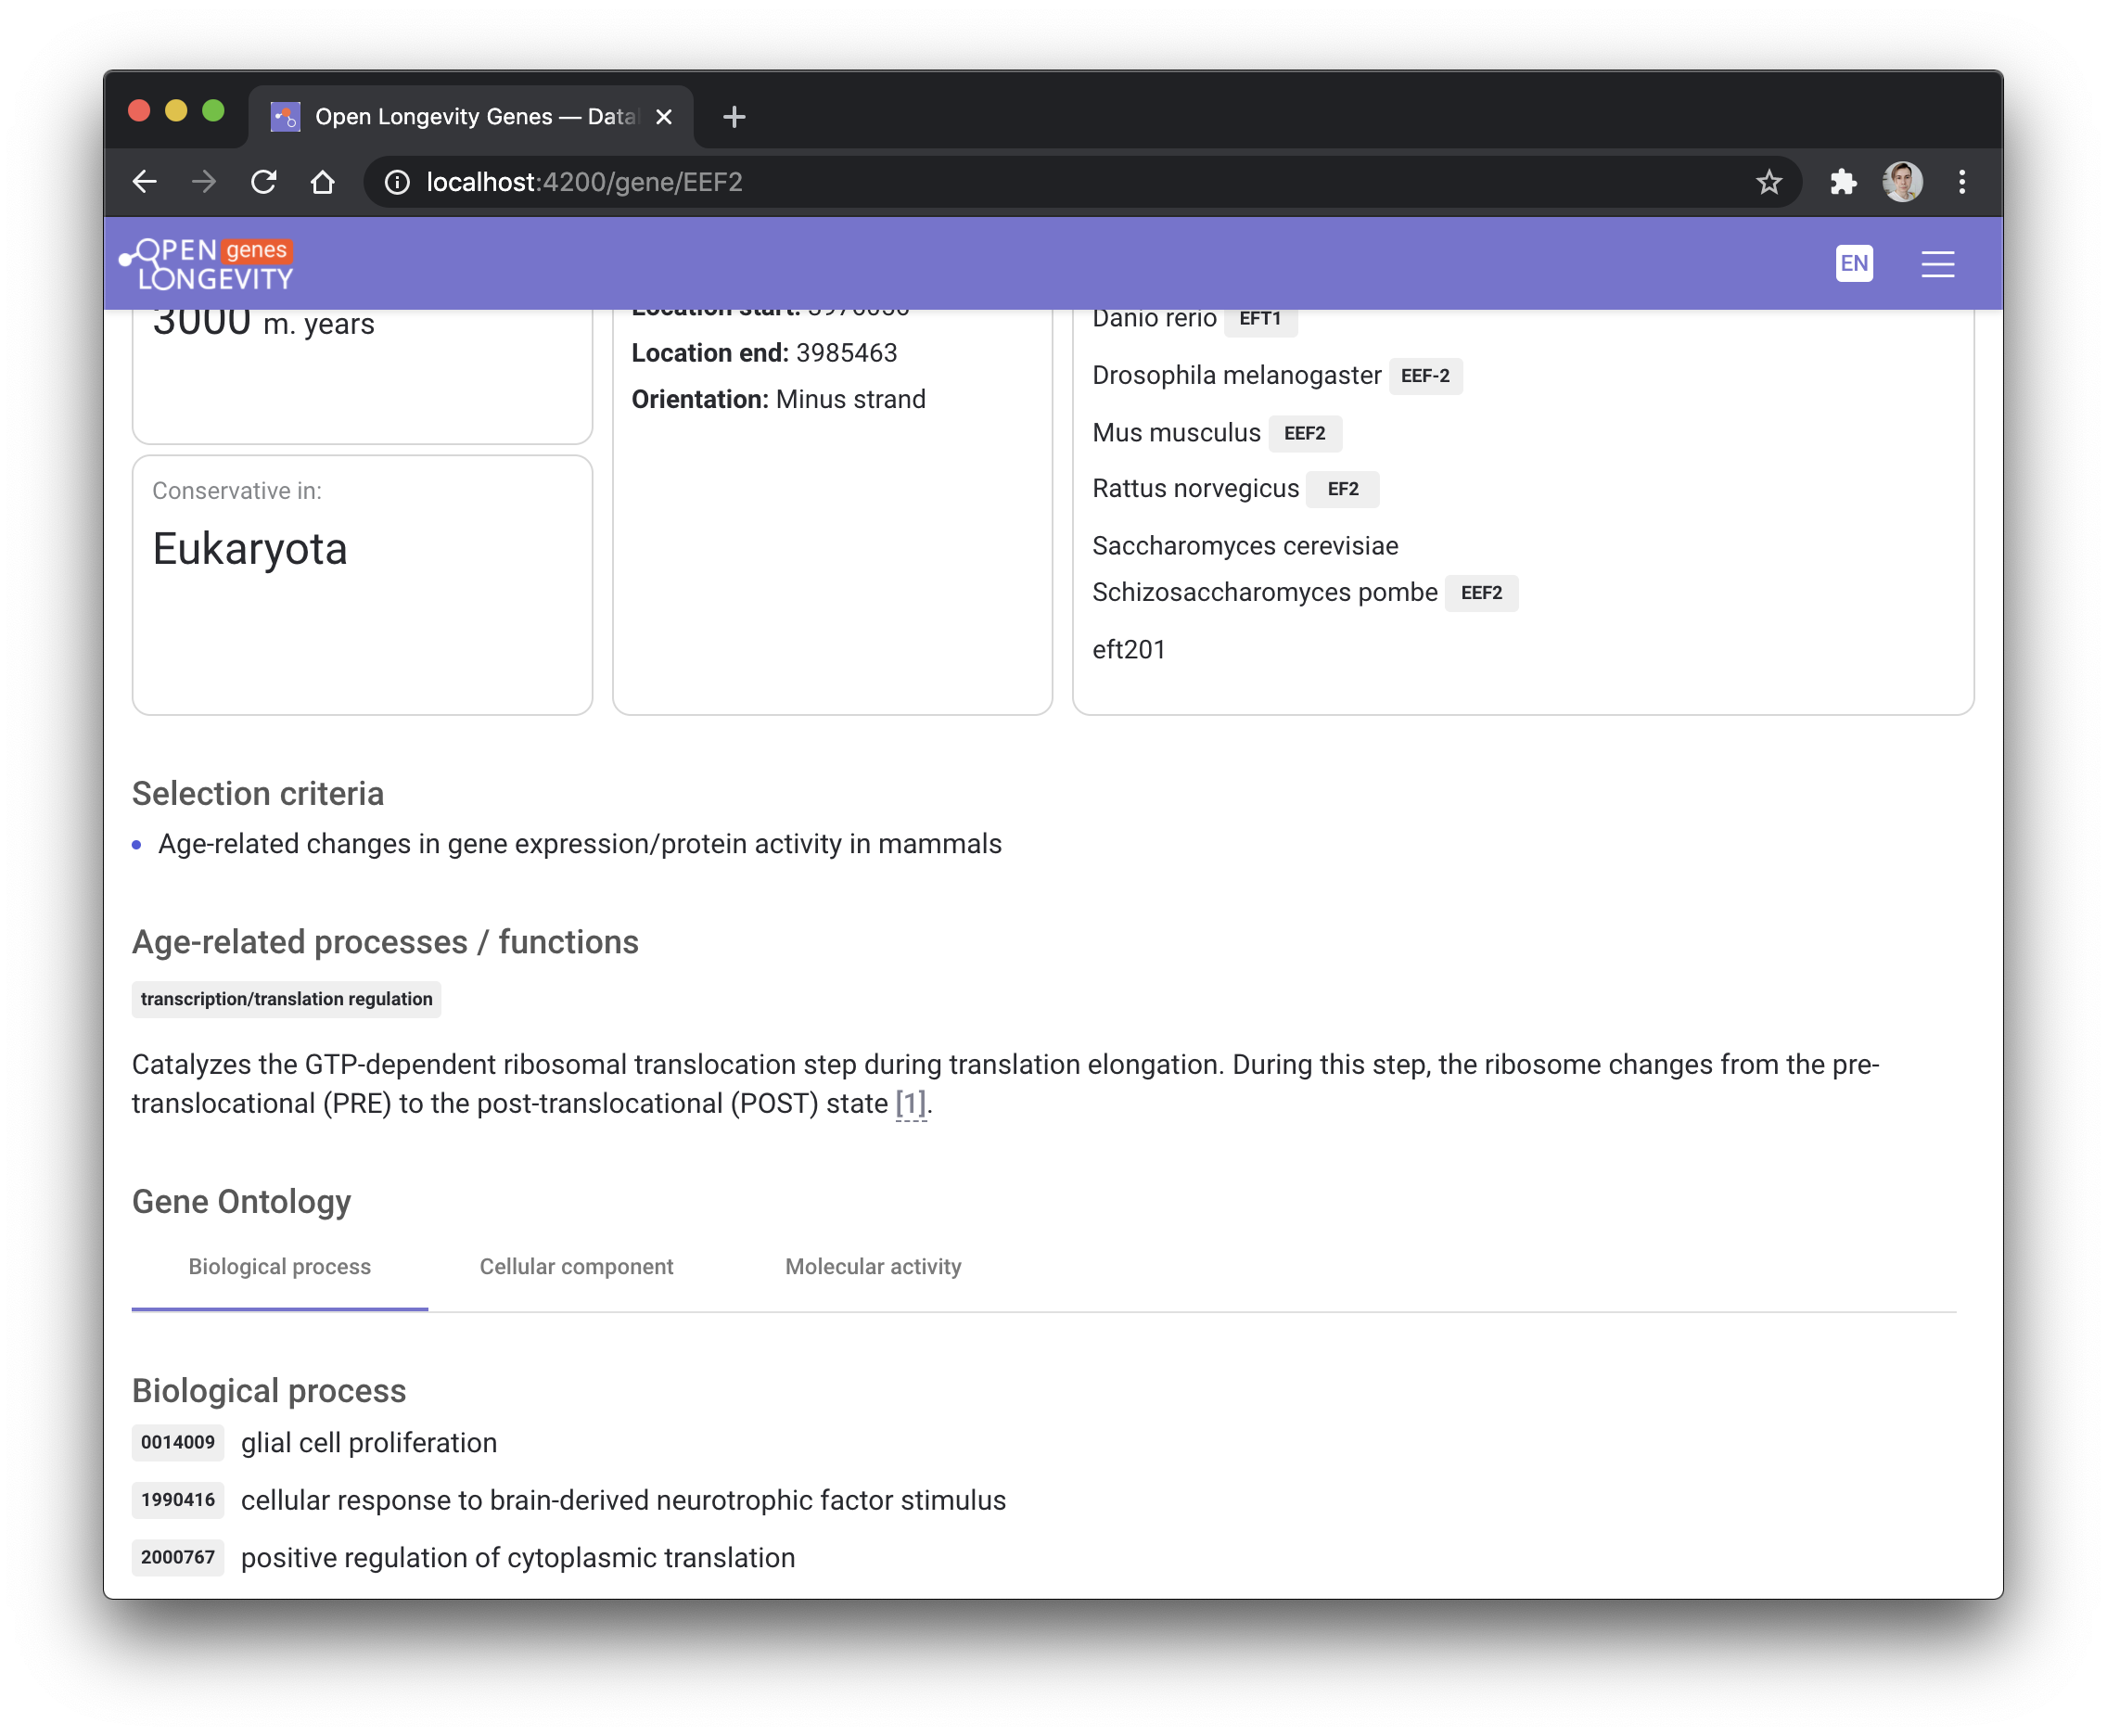 Open Longevity Genes — Data
localhost:4200/gene/EEF2
OPEN genes
LONGEVITY
EN
3000 m. years
Conservative in:
Eukaryota
Location start:
Location end: 3985463
Orientation: Minus strand
Danio rerio EFT1
Drosophila melanogaster EEF-2
Mus musculus EEF2
Rattus norvegicus EF2
Saccharomyces cerevisiae
Schizosaccharomyces pombe EEF2
eft201
Selection criteria
Age-related changes in gene expression/protein activity in mammals
Age-related processes / functions
transcription/translation regulation
Catalyzes the GTP-dependent ribosomal translocation step during translation elongation. During this step, the ribosome changes from the pre-
translocational (PRE) to the post-translocational (POST) state [1].
Gene Ontology
Biological process Cellular component Molecular activity
Biological process
0014009 glial cell proliferation
1990416 cellular response to brain-derived neurotrophic factor stimulus
2000767 positive regulation of cytoplasmic translation